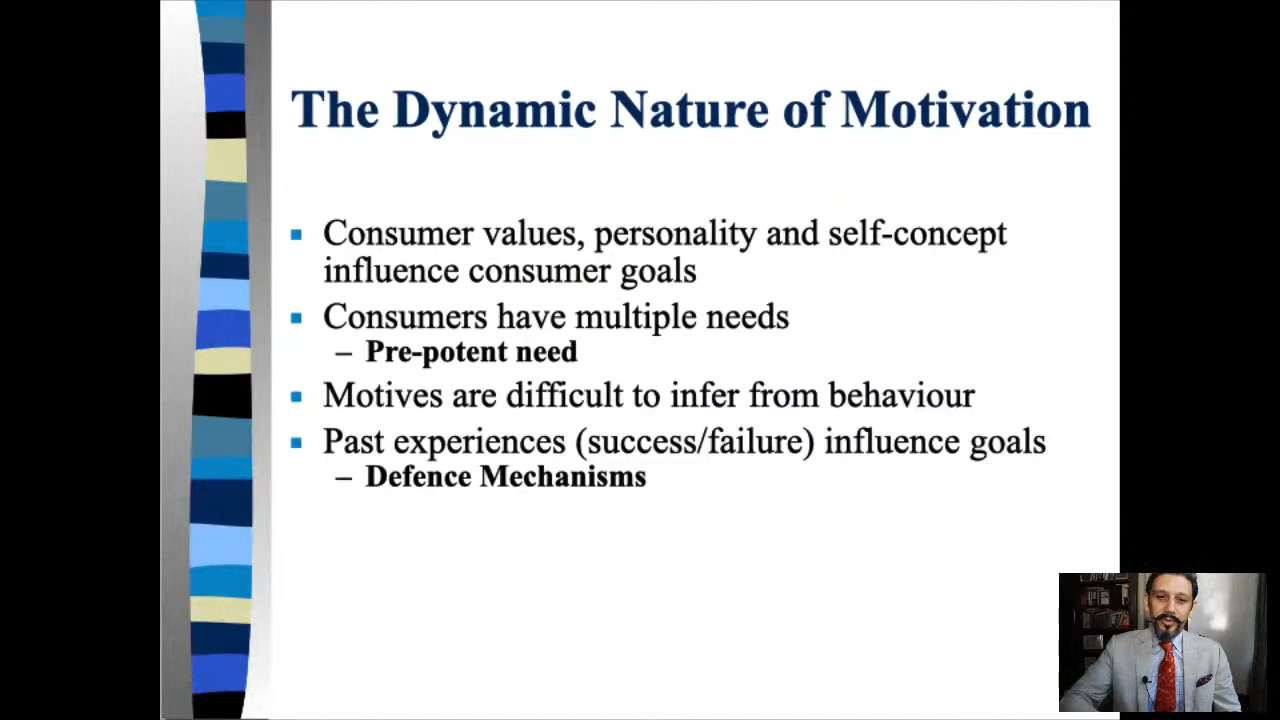 The Dynamic Nature of Motivation
▪ Consumer values, personality and self-concept
influence consumer goals
▪ Consumers have multiple needs
– Pre-potent need
▪ Motives are difficult to infer from behaviour
▪ Past experiences (success/failure) influence goals
– Defence Mechanisms